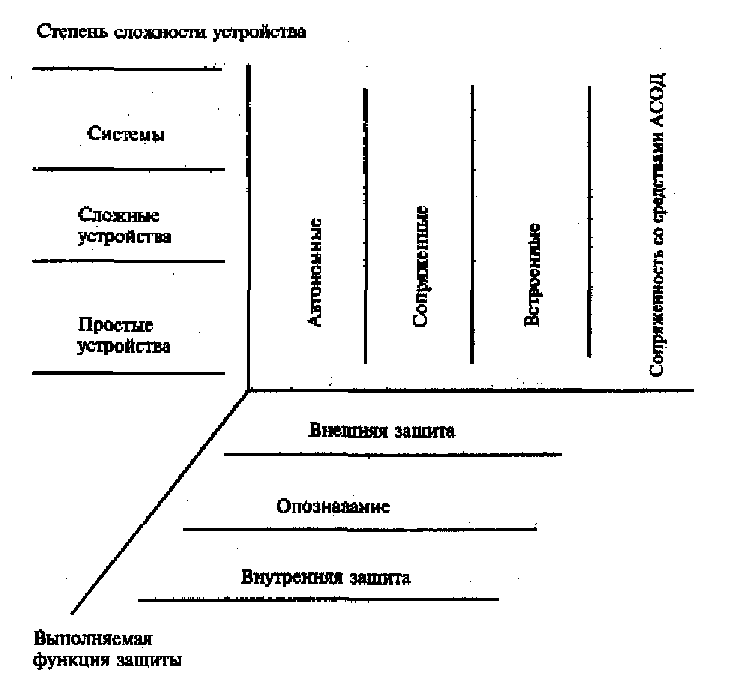 Степень сложности устройства
Системы
Сложные
устройства
Простые
устройства
Автономные
Сопряженные
Встроенные
Сопряженность со средствами АСОД
Внешняя защита
Опознавание
Внутренняя защита
Выполняемая
функция защиты